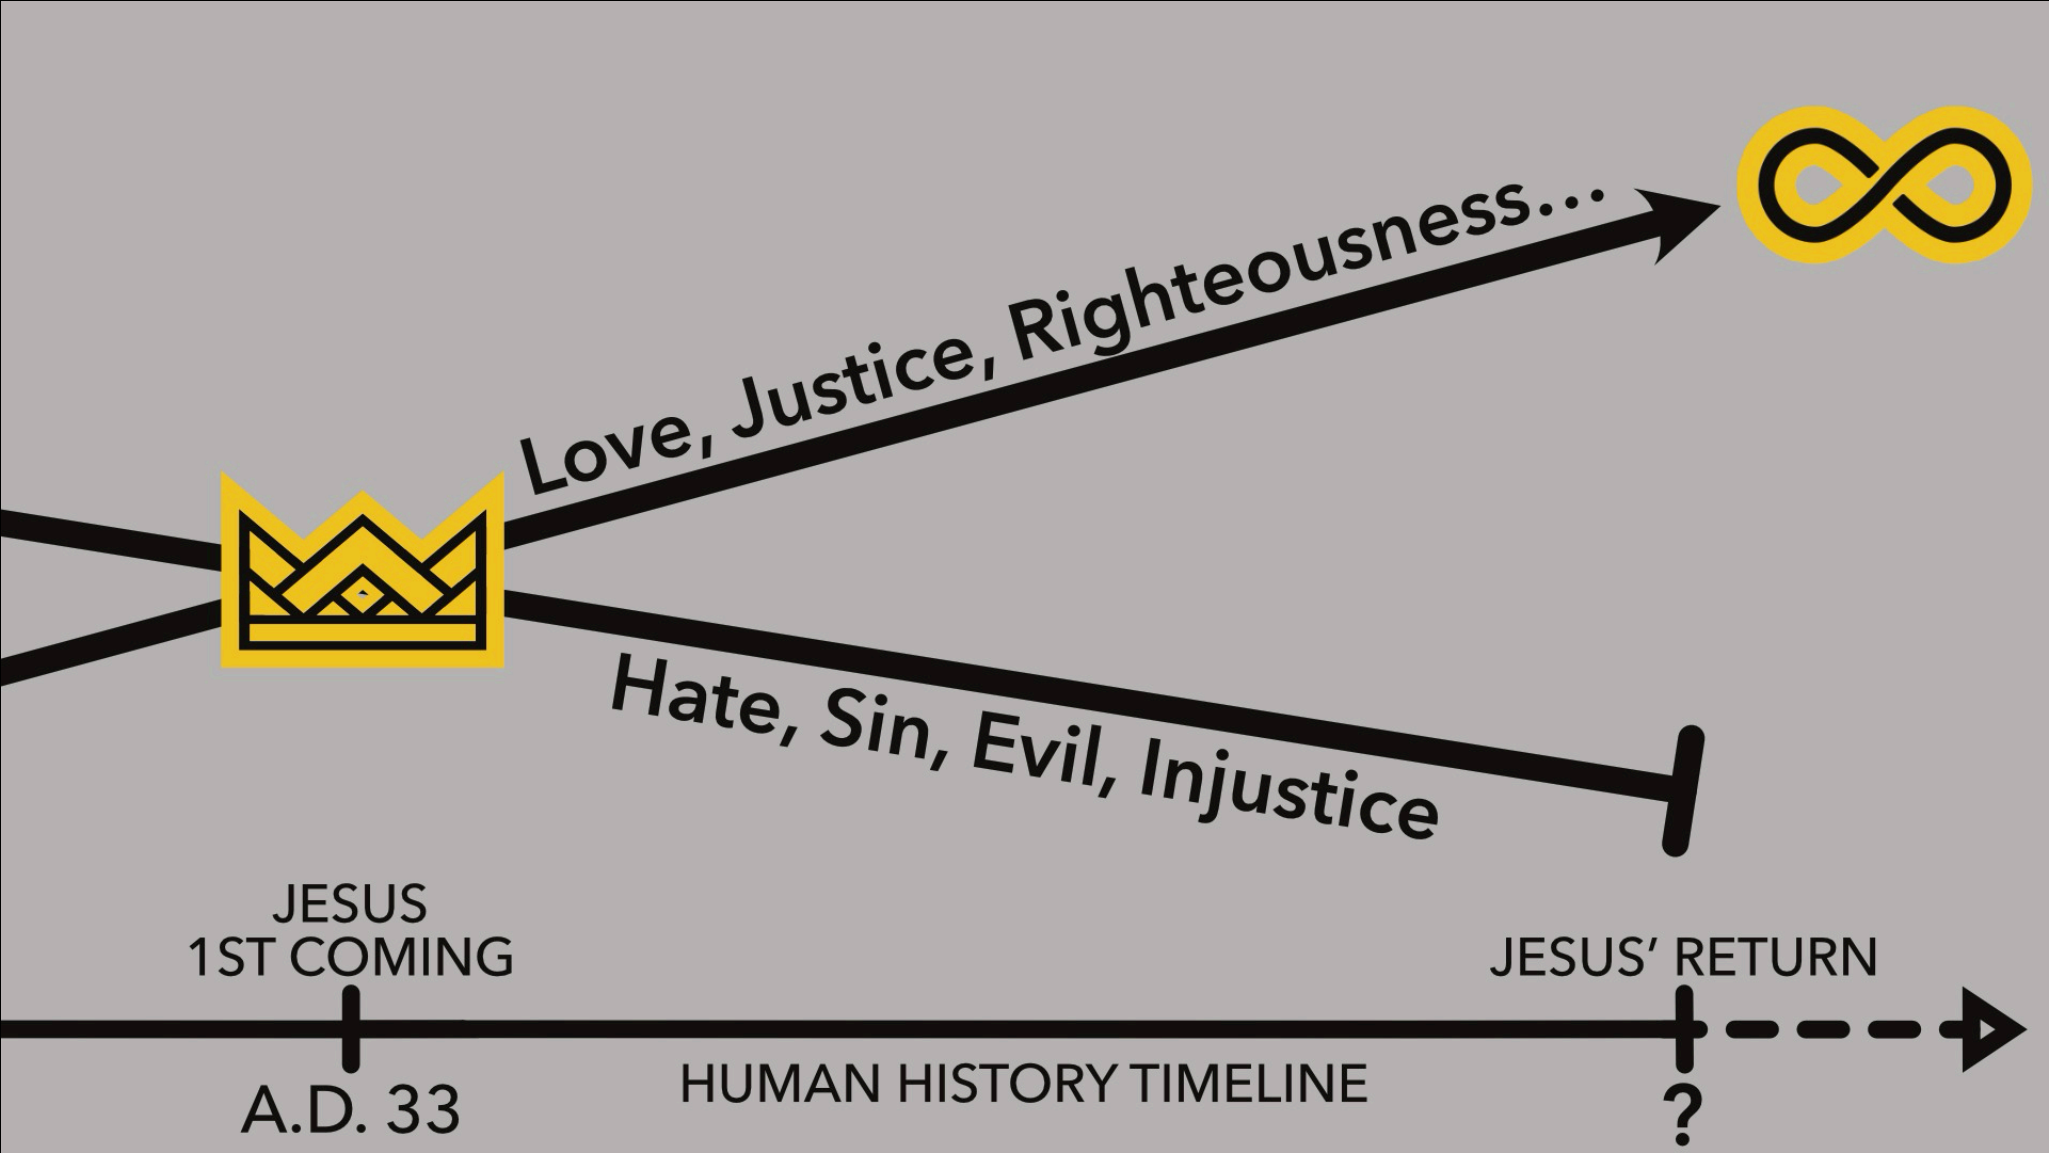 Love, Justice, Righteousness...
Hate, Sin, Evil, Injustice
JESUS
1ST COMING
JESUS' RETURN
HUMAN HISTORY TIMELINE
A.D. 33
?